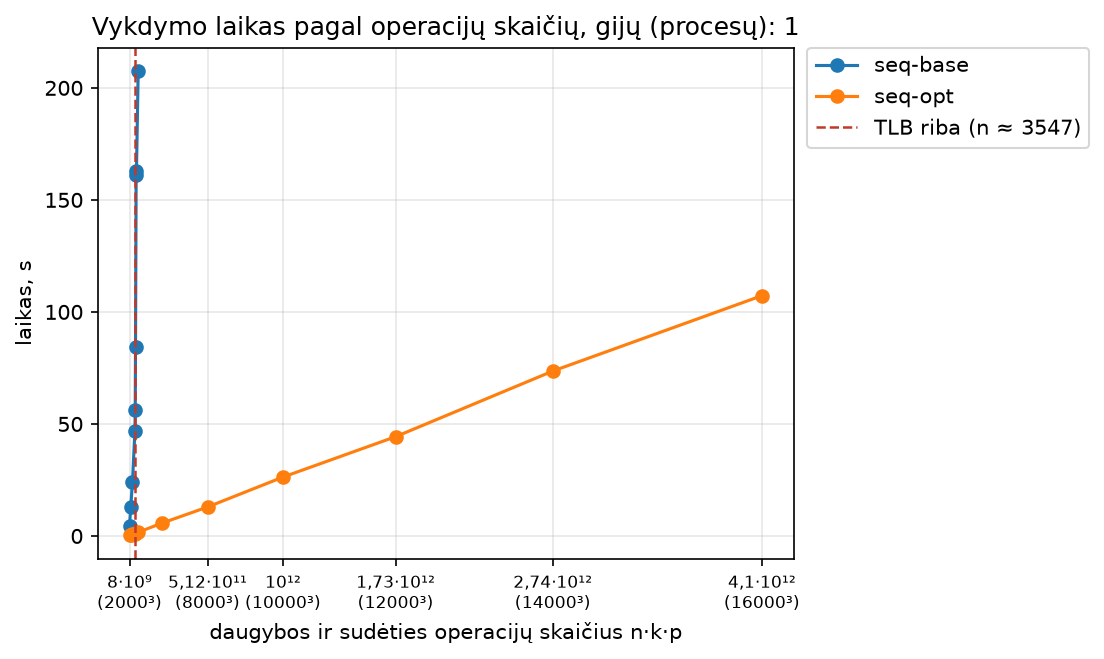 Vykdymo laikas pagal operacijų skaičių, gijų (procesų): 1
seq-base
seq-opt
TLB riba (n ≈ 3547)
laikas, s
200
150
100
50
0
8·10⁹ 5,12·10¹¹ 10¹² 1,73·10¹² 2,74·10¹² 4,1·10¹²
(2000³) (8000³) (10000³) (12000³) (14000³) (16000³)
daugybos ir sudėties operacijų skaičius n·k·p